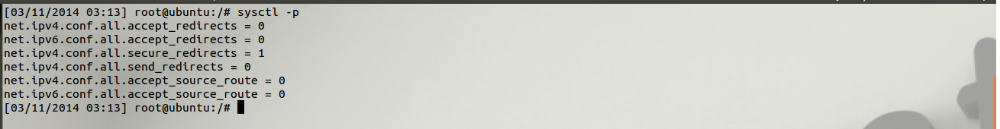 [03/11/2014 03:13] root@ubuntu:/# sysctl -p
net.ipv4.conf.all.accept_redirects = 0
net.ipv6.conf.all.accept_redirects = 0
net.ipv4.conf.all.secure_redirects = 1
net.ipv4.conf.all.send_redirects = 0
net.ipv4.conf.all.accept_source_route = 0
net.ipv6.conf.all.accept_source_route = 0
[03/11/2014 03:13] root@ubuntu:/#